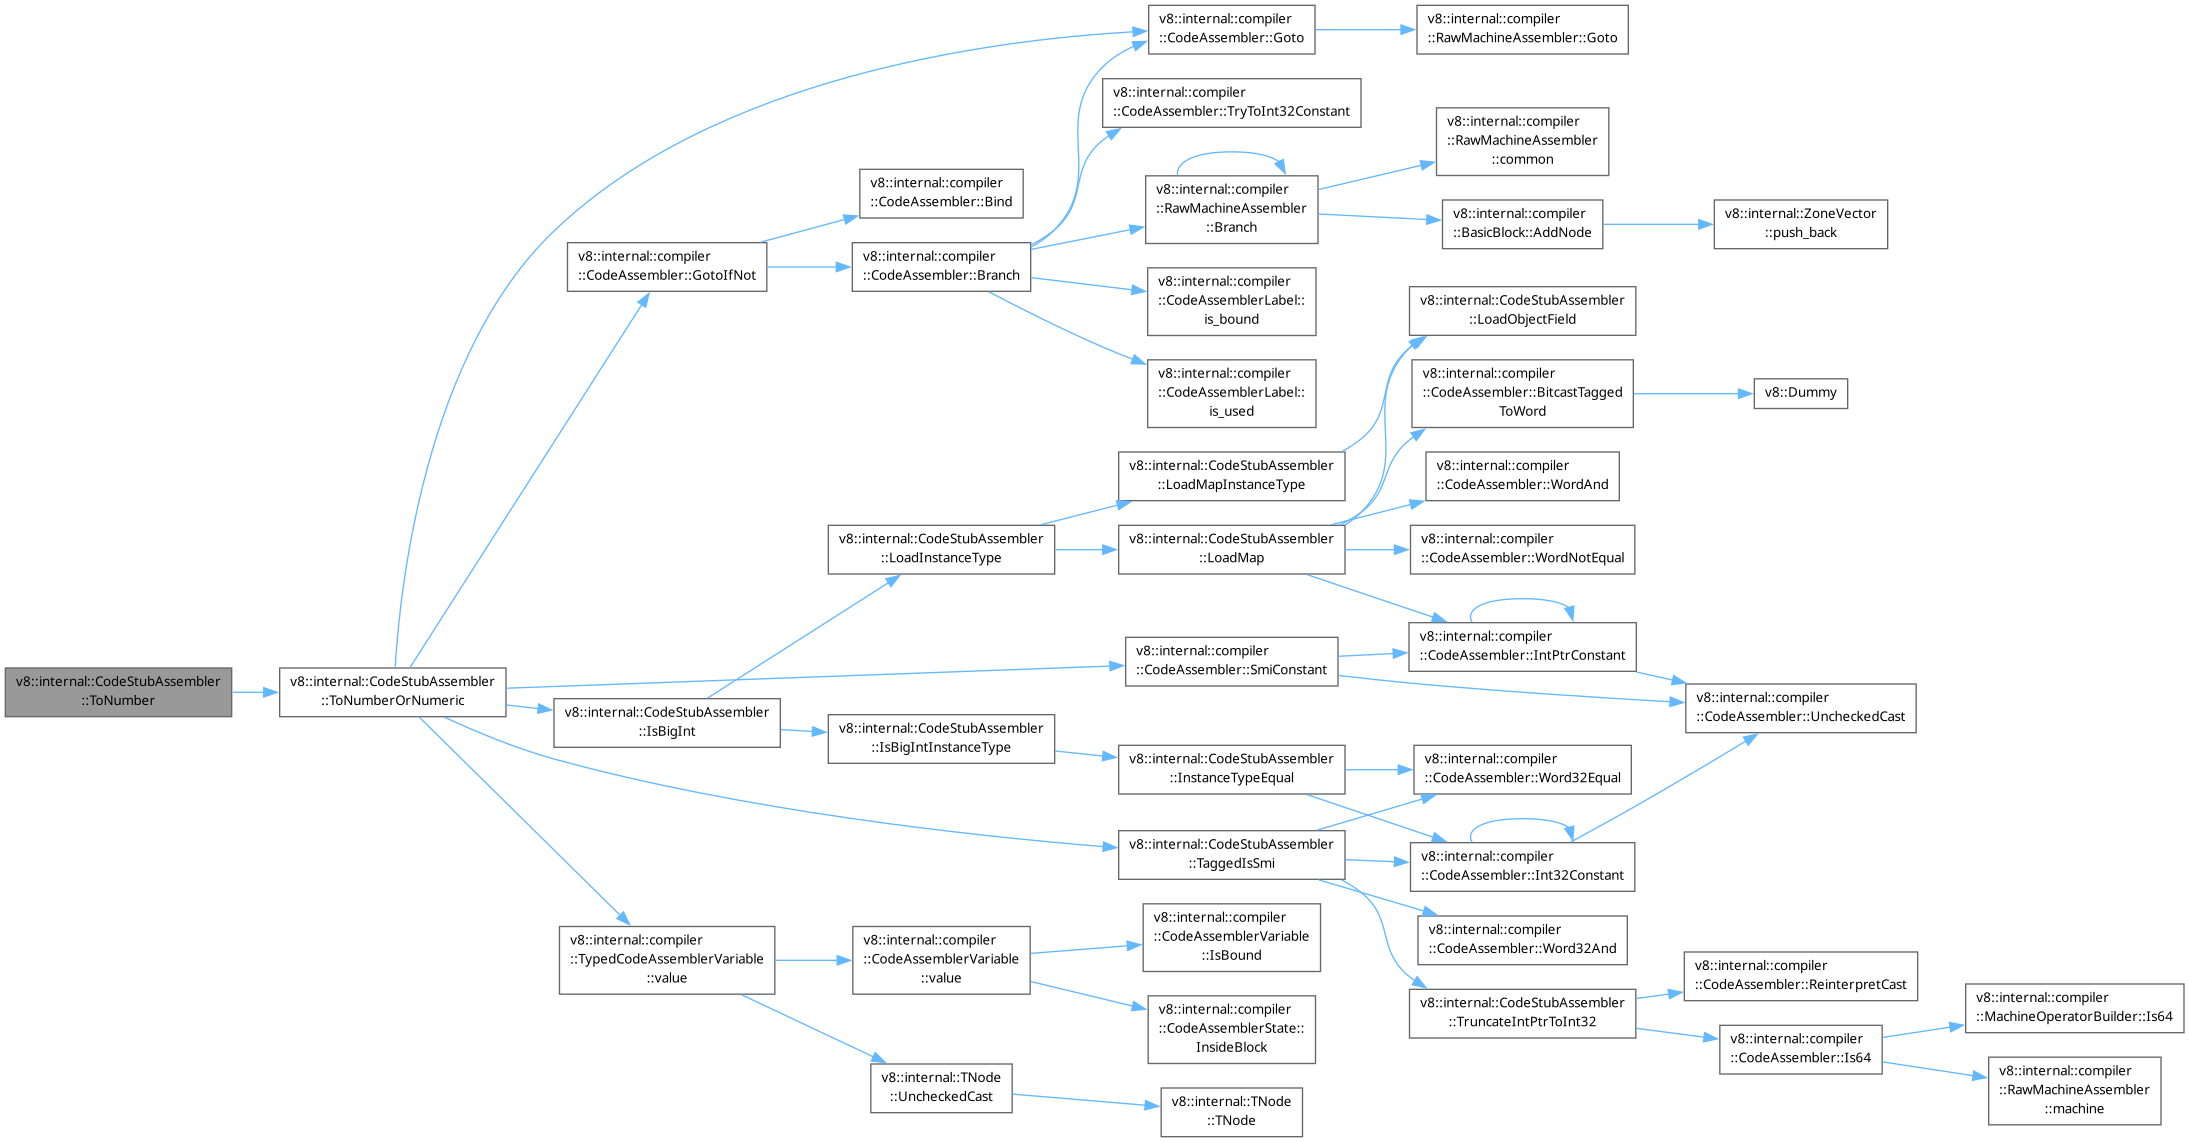 v8::internal::CodeStubAssembler
::ToNumber
v8::internal::CodeStubAssembler
::ToNumberOrNumeric
v8::internal::compiler
::CodeAssembler::GotoIfNot
v8::internal::CodeStubAssembler
::IsBigInt
v8::internal::compiler
::TypedCodeAssemblerVariable
::value
v8::internal::compiler
::CodeAssembler::Bind
v8::internal::compiler
::CodeAssembler::Branch
v8::internal::CodeStubAssembler
::LoadInstanceType
v8::internal::CodeStubAssembler
::IsBigIntInstanceType
v8::internal::compiler
::CodeAssemblerVariable
::value
v8::internal::TNode
::UncheckedCast
v8::internal::compiler
::CodeAssembler::Goto
v8::internal::compiler
::CodeAssembler::TryToInt32Constant
v8::internal::compiler
::RawMachineAssembler
::Branch
v8::internal::compiler
::CodeAssemblerLabel::
is_bound
v8::internal::compiler
::CodeAssemblerLabel::
is_used
v8::internal::CodeStubAssembler
::LoadMapInstanceType
v8::internal::CodeStubAssembler
::LoadMap
v8::internal::compiler
::CodeAssembler::SmiConstant
v8::internal::CodeStubAssembler
::InstanceTypeEqual
v8::internal::CodeStubAssembler
::TaggedIsSmi
v8::internal::compiler
::CodeAssemblerVariable
::IsBound
v8::internal::compiler
::CodeAssemblerState::
InsideBlock
v8::internal::TNode
::TNode
v8::internal::compiler
::RawMachineAssembler::Goto
v8::internal::compiler
::RawMachineAssembler
::common
v8::internal::compiler
::BasicBlock::AddNode
v8::internal::CodeStubAssembler
::LoadObjectField
v8::internal::compiler
::CodeAssembler::BitcastTagged
ToWord
v8::internal::compiler
::CodeAssembler::WordAnd
v8::internal::compiler
::CodeAssembler::WordNotEqual
v8::internal::compiler
::CodeAssembler::IntPtrConstant
v8::internal::compiler
::CodeAssembler::Word32Equal
v8::internal::compiler
::CodeAssembler::Int32Constant
v8::internal::compiler
::CodeAssembler::Word32And
v8::internal::CodeStubAssembler
::TruncateIntPtrToInt32
v8::internal::ZoneVector
::push_back
v8::Dummy
v8::internal::compiler
::CodeAssembler::UncheckedCast
v8::internal::compiler
::CodeAssembler::ReinterpretCast
v8::internal::compiler
::CodeAssembler::Is64
v8::internal::compiler
::MachineOperatorBuilder::Is64
v8::internal::compiler
::RawMachineAssembler
::machine